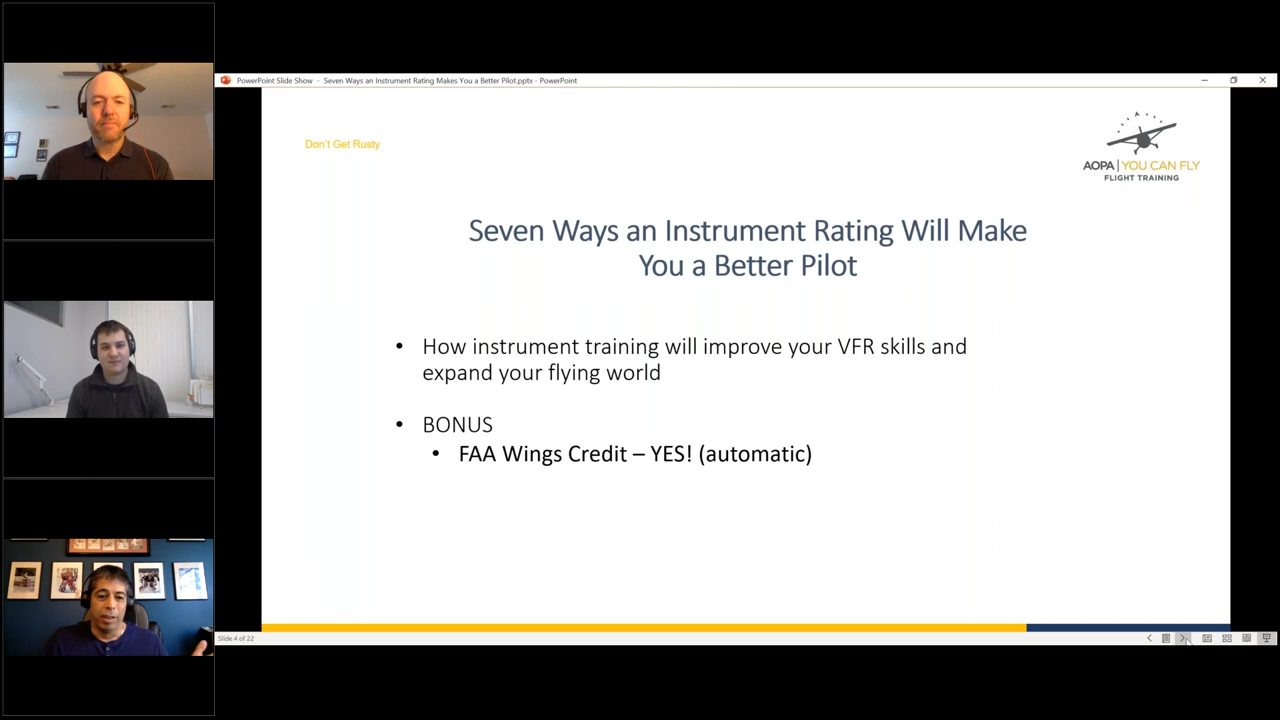 PowerPoint Slide Show - Seven Ways an Instrument Rating Makes You a Better Pilot.pptx - PowerPoint
Don't Get Rusty
AOPA | YOU CAN FLY
FLIGHT TRAINING
Seven Ways an Instrument Rating Will Make
You a Better Pilot
• How instrument training will improve your VFR skills and
expand your flying world
• BONUS
• FAA Wings Credit – YES! (automatic)
Slide 4 of 22